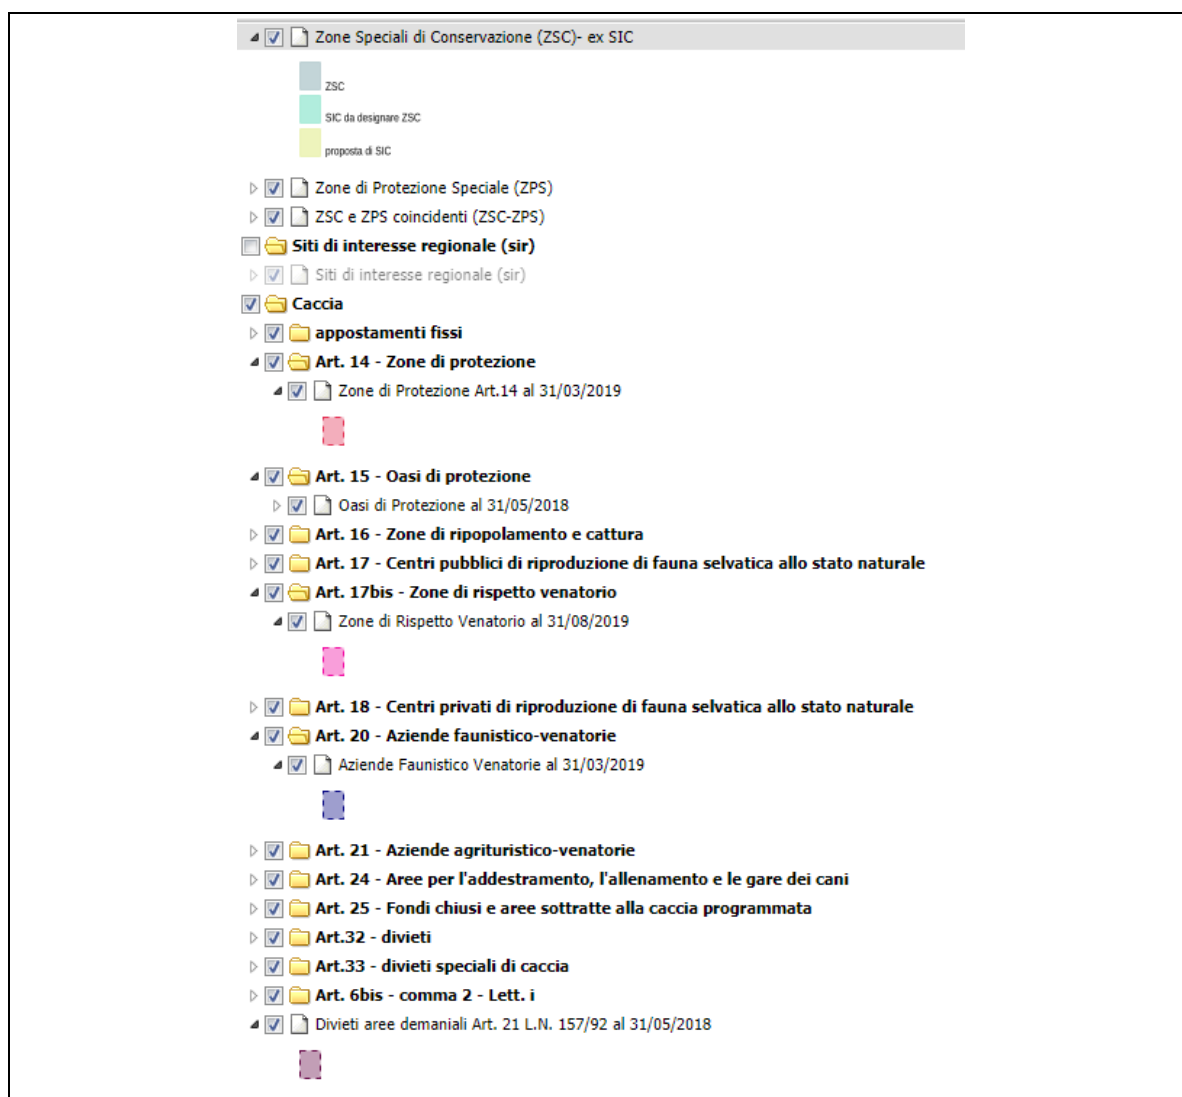 Zone Speciali di Conservazione (ZSC)- ex SIC
ZSC
SIC da designare ZSC
proposta di SIC
Zone di Protezione Speciale (ZPS)
ZSC e ZPS coincidenti (ZSC-ZPS)
Siti di interesse regionale (sir)
Siti di interesse regionale (sir)
Caccia
appostamenti fissi
Art. 14 - Zone di protezione
Zone di Protezione Art.14 al 31/03/2019
Art. 15 - Oasi di protezione
Oasi di Protezione al 31/05/2018
Art. 16 - Zone di ripopolamento e cattura
Art. 17 - Centri pubblici di riproduzione di fauna selvatica allo stato naturale
Art. 17bis - Zone di rispetto venatorio
Zone di Rispetto Venatorio al 31/08/2019
Art. 18 - Centri privati di riproduzione di fauna selvatica allo stato naturale
Art. 20 - Aziende faunistico-venatorie
Aziende Faunistico Venatorie al 31/03/2019
Art. 21 - Aziende agrituristico-venatorie
Art. 24 - Aree per l'addestramento, l'allenamento e le gare dei cani
Art. 25 - Fondi chiusi e aree sottratte alla caccia programmata
Art.32 - divieti
Art.33 - divieti speciali di caccia
Art. 6bis - comma 2 - Lett. i
Divieti aree demaniali Art. 21 L.N. 157/92 al 31/05/2018